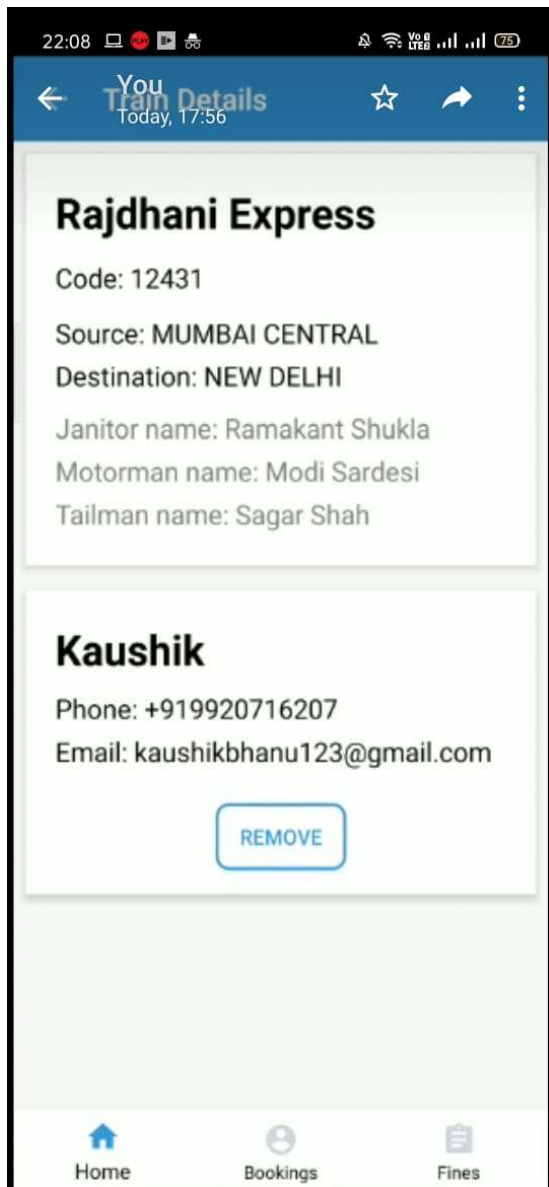 22:08
Vo
LTE
75
You
Train Details
Today, 17:56
Rajdhani Express
Code: 12431
Source: MUMBAI CENTRAL
Destination: NEW DELHI
Janitor name: Ramakant Shukla
Motorman name: Modi Sardesi
Tailman name: Sagar Shah
Kaushik
Phone: +919920716207
Email: kaushikbhanu123@gmail.com
REMOVE
Home Bookings Fines